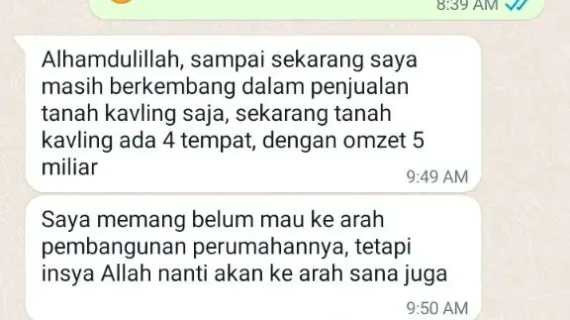 8:39 AM
Alhamdulillah, sampai sekarang saya
masih berkembang dalam penjualan
tanah kavling saja, sekarang tanah
kavling ada 4 tempat, dengan omzet 5
miliar
9:49 AM
Saya memang belum mau ke arah
pembangunan perumahannya, tetapi
insya Allah nanti akan ke arah sana juga
9:50 AM